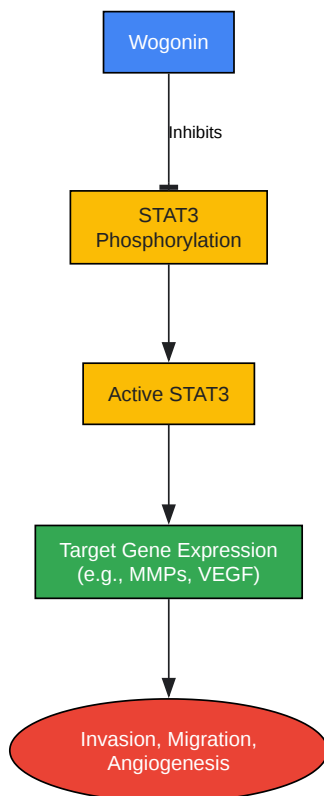 Wogonin
Inhibits
STAT3
Phosphorylation
Active STAT3
Target Gene Expression
(e.g., MMPs, VEGF)
Invasion, Migration,
Angiogenesis